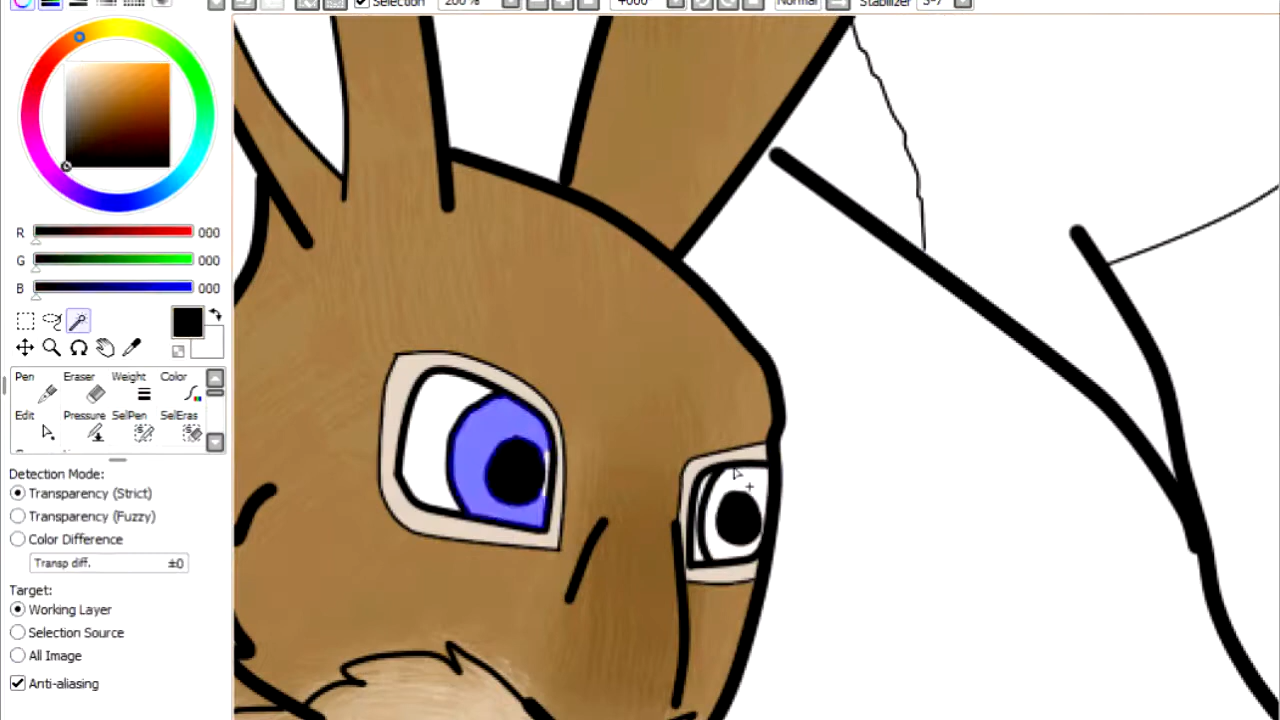 Selection 200 % +000 Normal Stabilizer S-7
R 000
G 000
B 000
Pen Eraser Weight Color
Edit Pressure SelPen SelEras
Detection Mode:
Transparency (Strict)
Transparency (Fuzzy)
Color Difference
Transp diff. ±0
Target:
Working Layer
Selection Source
All Image
Anti-aliasing